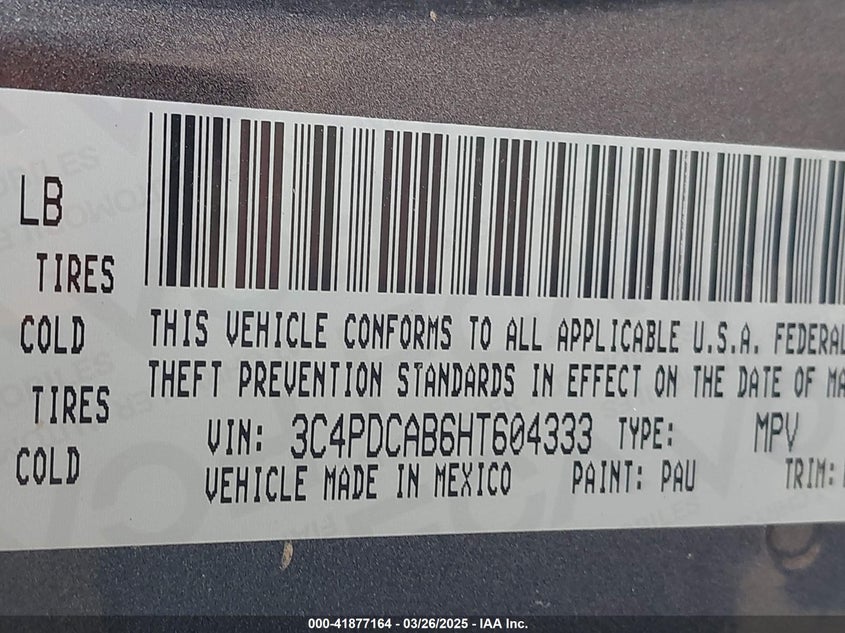 LB
TIRES
COLD
TIRES
COLD
THIS VEHICLE CONFORMS TO ALL APPLICABLE U.S.A. FEDERAL
THEFT PREVENTION STANDARDS IN EFFECT ON THE DATE OF MA
VIN: 3C4PDCAB6HT604333 TYPE: MPV
VEHICLE MADE IN MEXICO PAINT: PAU TRIM:
000-41877164 - 03/26/2025 - IAA Inc.